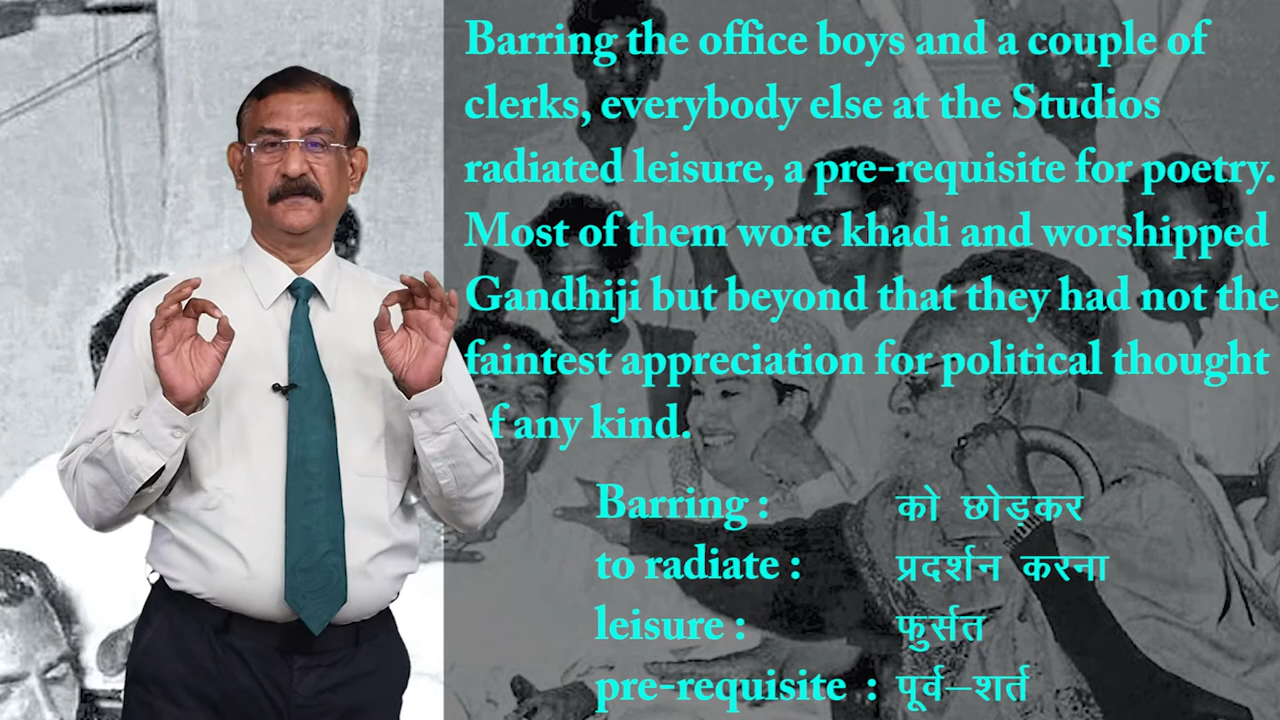 Barring the office boys and a couple of
clerks, everybody else at the Studios
radiated leisure, a pre-requisite for poetry.
Most of them wore khadi and worshipped
Gandhiji but beyond that they had not the
faintest appreciation for political thought
f any kind.
Barring : को छोड़कर
to radiate : प्रदर्शन करना
leisure : फुर्सत
pre-requisite : पूर्व–शर्त